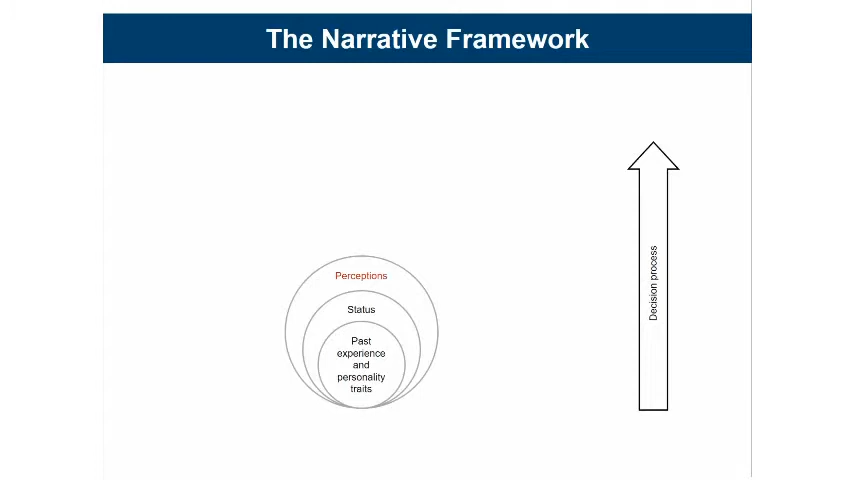 The Narrative Framework
Perceptions
Status
Past
experience
and
personality
traits
Decision process